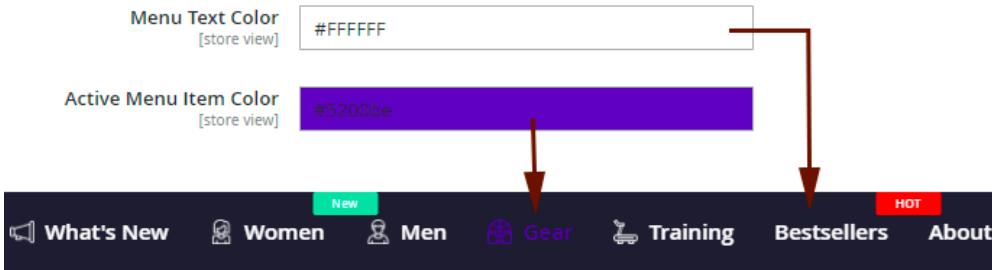 Menu Text Color
[store view]
#FFFFFF
Active Menu Item Color
[store view]
#5200be
New
HOT
What's New Women Men Gear Training Bestsellers About